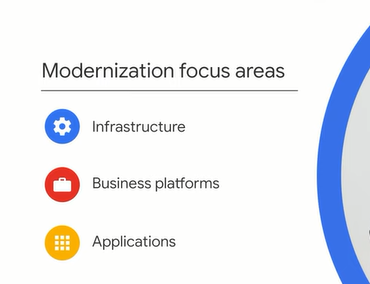 Modernization focus areas
Infrastructure
Business platforms
Applications